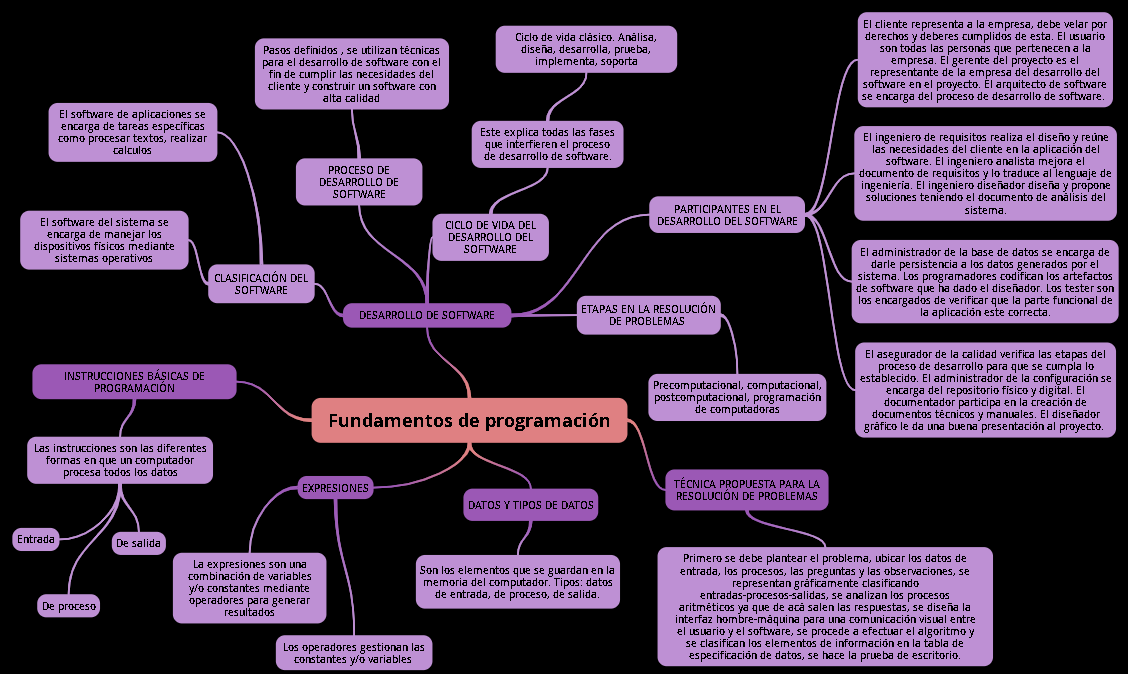 El cliente representa a la empresa, debe velar por
derechos y deberes cumplidos de esta. El usuario
son todas las personas que pertenecen a la
empresa. El gerente del proyecto es el
representante de la empresa del desarrollo del
software en el proyecto. El arquitecto de software
se encarga del proceso de desarrollo de software.
Ciclo de vida clásico. Análisa,
diseña, desarrolla, prueba,
implementa, soporta
Pasos definidos , se utilizan técnicas
para el desarrollo de software con el
fin de cumplir las necesidades del
cliente y construir un software con
alta calidad
El software de aplicaciones se
encarga de tareas específicas
como procesar textos, realizar
calculos
Este explica todas las fases
que interfieren el proceso
de desarrollo de software.
El ingeniero de requisitos realiza el diseño y reúne
las necesidades del cliente en la aplicación del
software. El ingeniero analista mejora el
documento de requisitos y lo traduce al lenguaje de
ingeniería. El ingeniero diseñador diseña y propone
soluciones teniendo el documento de análisis del
sistema.
PROCESO DE
DESARROLLO DE
SOFTWARE
PARTICIPANTES EN EL
DESARROLLO DEL SOFTWARE
El software del sistema se
encarga de manejar los
dispositivos físicos mediante
sistemas operativos
CICLO DE VIDA DEL
DESARROLLO DEL
SOFTWARE
El administrador de la base de datos se encarga de
darle persistencia a los datos generados por el
sistema. Los programadores codifican los artefactos
de software que ha dado el diseñador. Los tester son
los encargados de verificar que la parte funcional de
la aplicación este correcta.
CLASIFICACIÓN DEL
SOFTWARE
DESARROLLO DE SOFTWARE
ETAPAS EN LA RESOLUCIÓN
DE PROBLEMAS
El asegurador de la calidad verifica las etapas del
proceso de desarrollo para que se cumpla lo
establecido. El administrador de la configuración se
encarga del repositorio físico y digital. El
documentador participa en la creación de
documentos técnicos y manuales. El diseñador
gráfico le da una buena presentación al proyecto.
INSTRUCCIONES BÁSICAS DE
PROGRAMACIÓN
Precomputacional, computacional,
postcomputacional, programación
de computadoras
Fundamentos de programación
Las instrucciones son las diferentes
formas en que un computador
procesa todos los datos
EXPRESIONES
DATOS Y TIPOS DE DATOS
TÉCNICA PROPUESTA PARA LA
RESOLUCIÓN DE PROBLEMAS
Entrada
De salida
De proceso
La expresiones son una
combinación de variables
y/o constantes mediante
operadores para generar
resultados
Son los elementos que se guardan en la
memoria del computador. Tipos: datos
de entrada, de proceso, de salida.
Primero se debe plantear el problema, ubicar los datos de
entrada, los procesos, las preguntas y las observaciones, se
representan gráficamente clasificando
entradas-procesos-salidas, se analizan los procesos
aritméticos ya que de acá salen las respuestas, se diseña la
interfaz hombre-máquina para una comunicación visual entre
el usuario y el software, se procede a efectuar el algoritmo y
se clasifican los elementos de información en la tabla de
especificación de datos, se hace la prueba de escritorio.
Los operadores gestionan las
constantes y/o variables